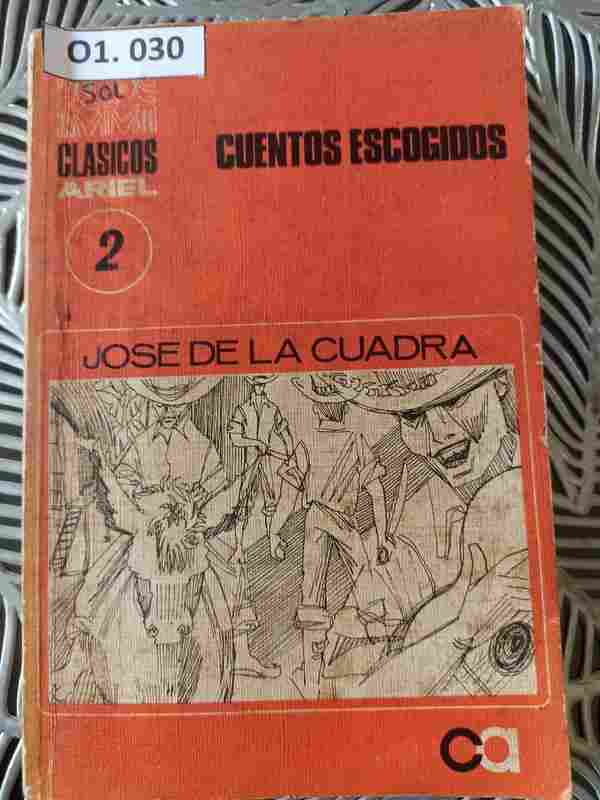 O1. 030
Sol
CLASICOS
ARIEL
2
CUENTOS ESCOGIDOS
JOSE DE LA CUADRA
ca